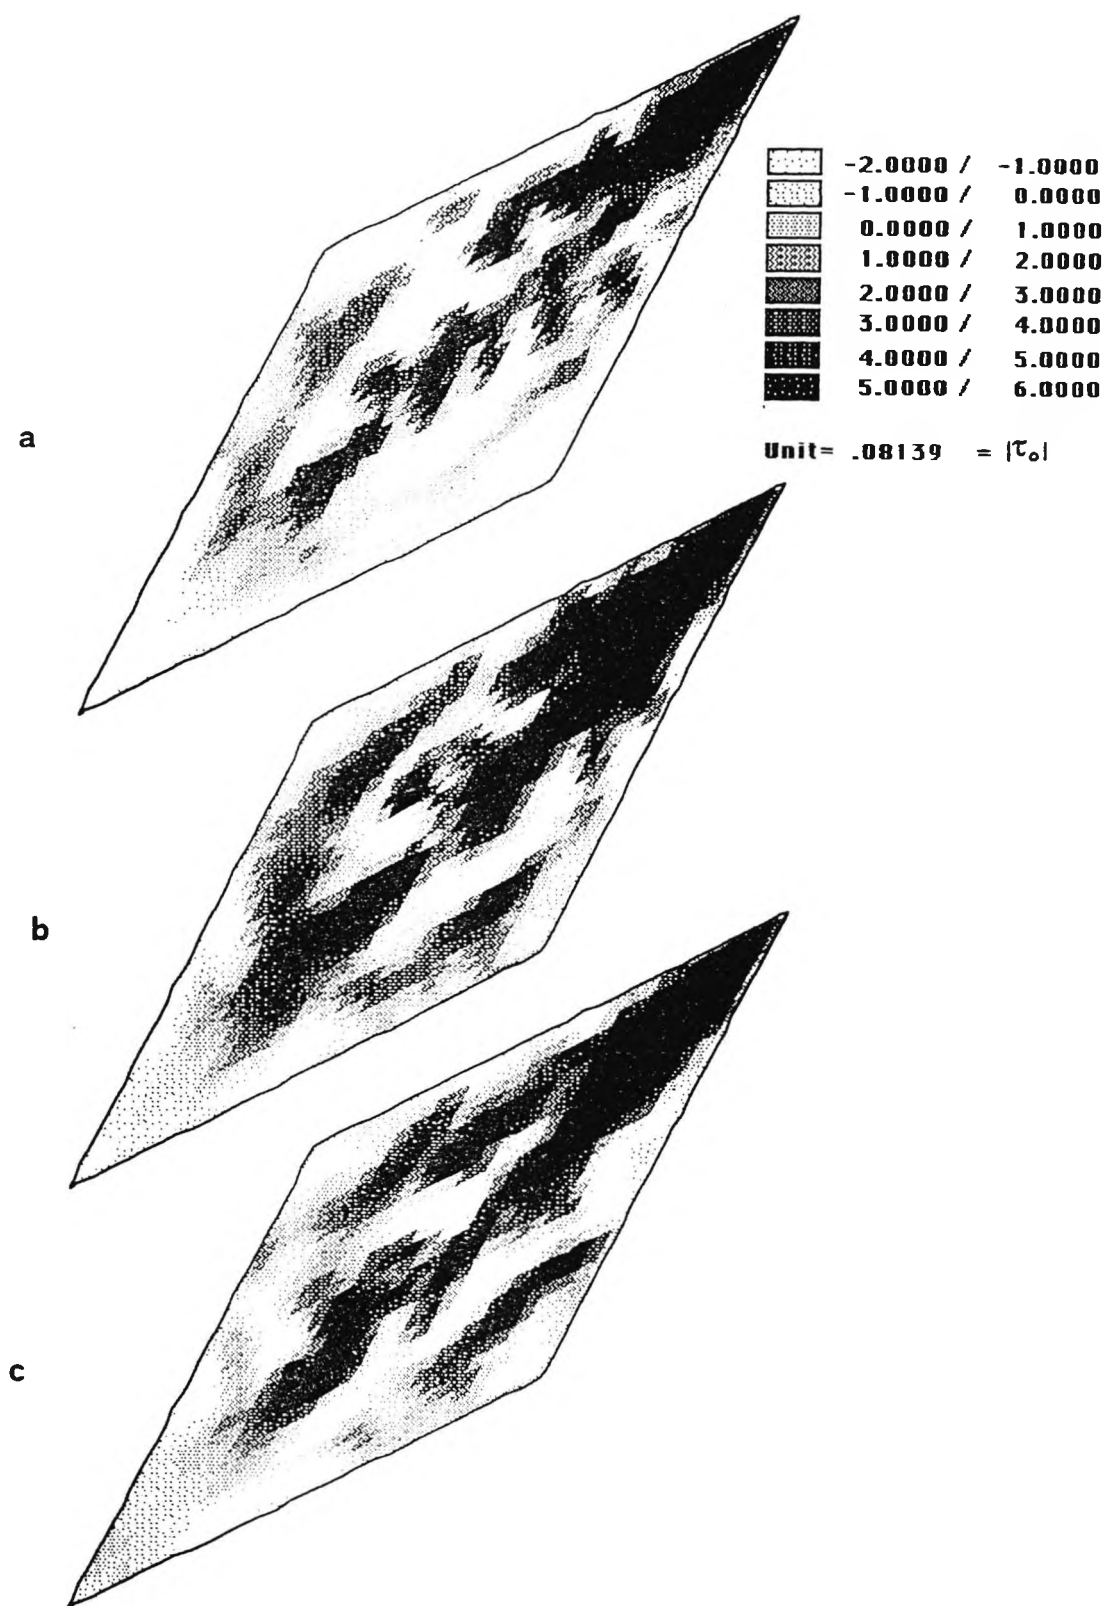 -2.0000 / -1.0000
-1.0000 / 0.0000
0.0000 / 1.0000
1.0000 / 2.0000
2.0000 / 3.0000
3.0000 / 4.0000
4.0000 / 5.0000
5.0000 / 6.0000
a
Unit= .08139 = |τ₀|
b
c